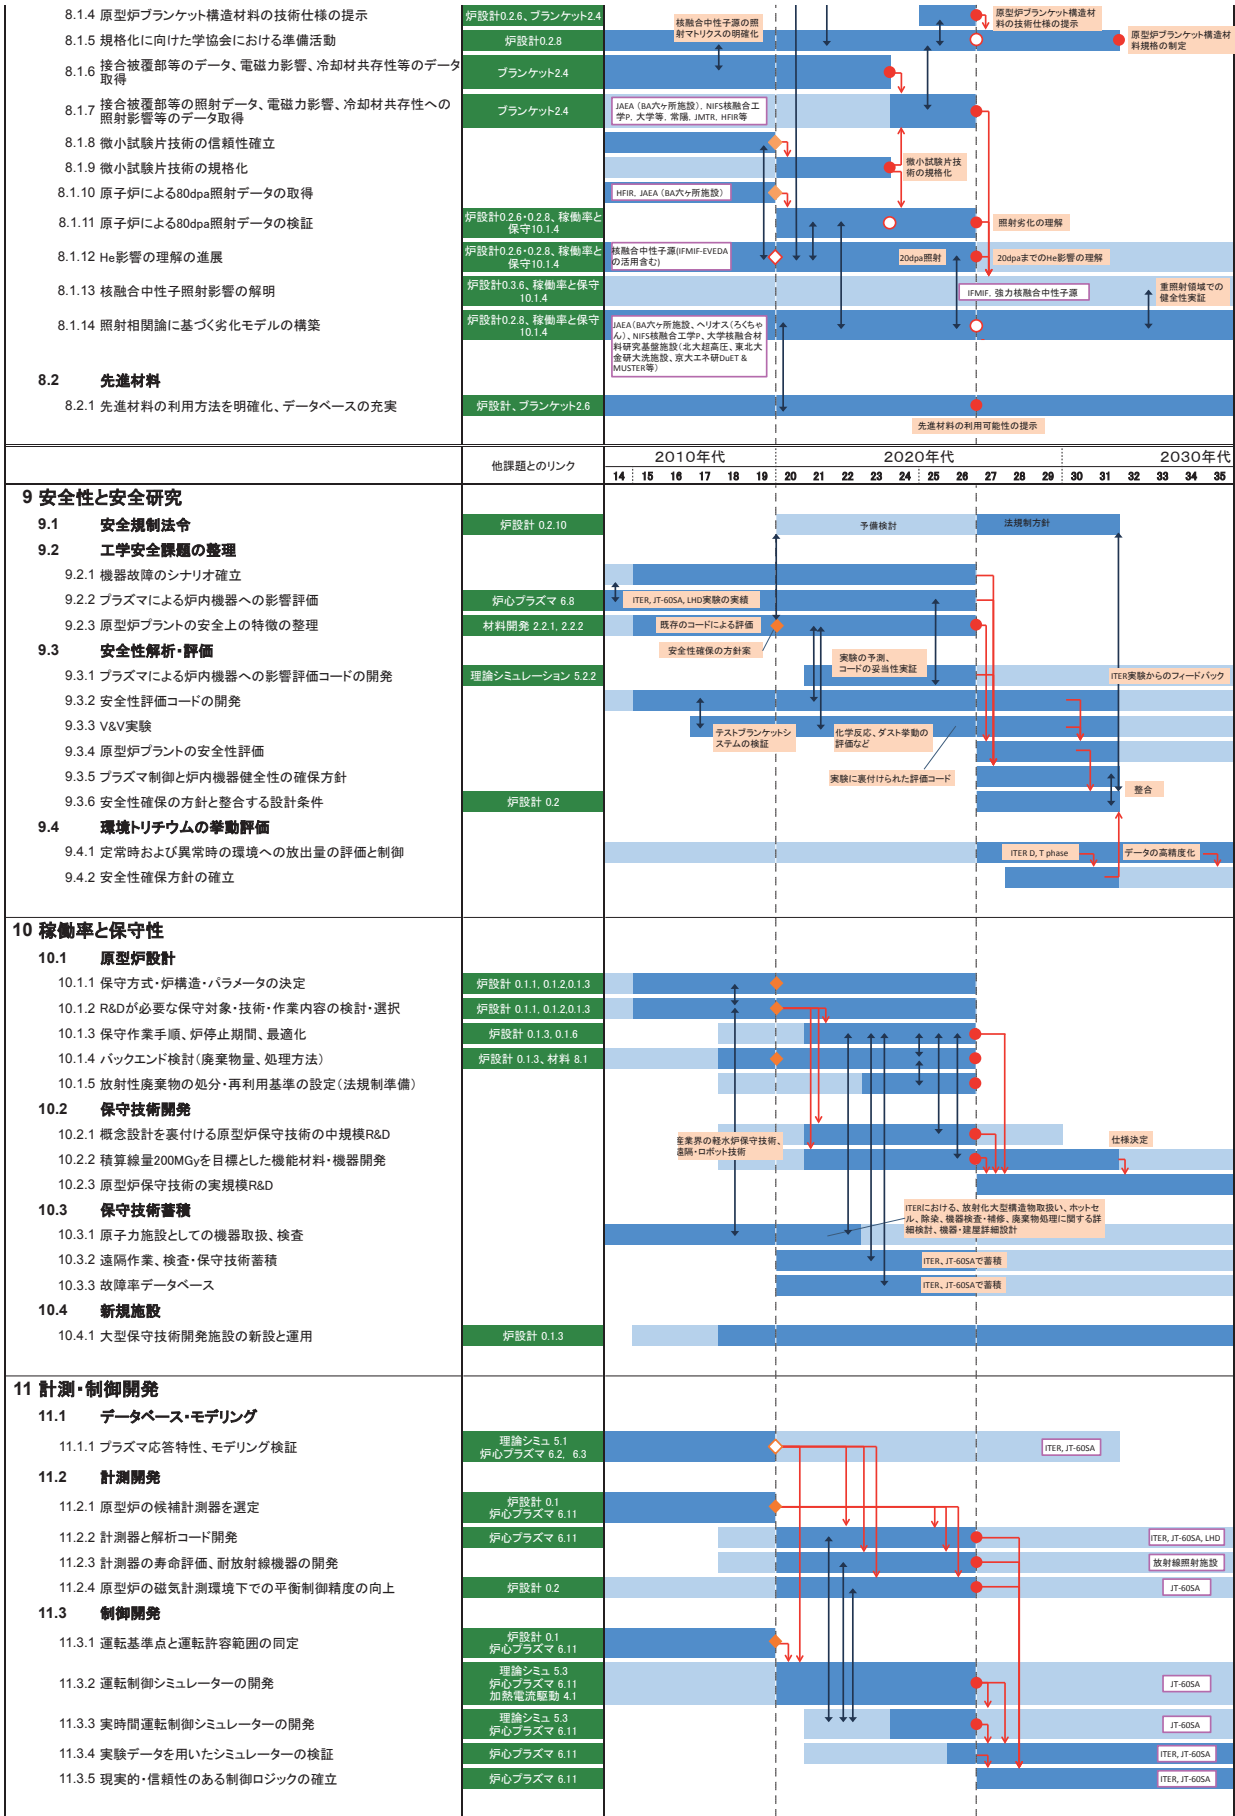 8.1.4 原型炉ブランケット構造材料の技術仕様の提示
炉設計0.2.6、ブランケット2.4
核融合中性子源の照
射マトリクスの明確化
原型炉ブランケット構造材料
の技術仕様の提示
8.1.5 規格化に向けた学協会における準備活動
炉設計0.2.8
原型炉ブランケット構造材
料規格の制定
8.1.6 接合被覆部等のデータ、電磁力影響、冷却材共存性等のデータ
取得
ブランケット2.4
8.1.7 接合被覆部等の照射データ、電磁力影響、冷却材共存性への
照射影響等のデータ取得
ブランケット2.4
JAEA（BA六ヶ所施設）, NIFS核融合工
学P, 大学等, 常陽, JMTR, HFIR等
8.1.8 微小試験片技術の信頼性確立
8.1.9 微小試験片技術の規格化
微小試験片技
術の規格化
8.1.10 原子炉による80dpa照射データの取得
HFIR, JAEA（BA六ヶ所施設）
8.1.11 原子炉による80dpa照射データの検証
炉設計0.2.6・0.2.8、稼働率と
保守10.1.4
照射劣化の理解
8.1.12 He影響の理解の進展
炉設計0.2.6・0.2.8、稼働率と
保守10.1.4
核融合中性子源(IFMIF-EVEDA
の活用含む)
20dpa照射
20dpaまでのHe影響の理解
8.1.13 核融合中性子照射影響の解明
炉設計0.3.6、稼働率と保守
10.1.4
IFMIF, 強力核融合中性子源
重照射領域での
健全性実証
8.1.14 照射相関論に基づく劣化モデルの構築
炉設計0.2.8、稼働率と保守
10.1.4
JAEA（BA六ヶ所施設、ヘリオス（ろくちゃ
ん）、NIFS核融合工学P、大学核融合材
料研究基盤施設（北大超高圧、東北大
金研大洗施設、京大エネ研DuET &
MUSTER等）
8.2 先進材料
8.2.1 先進材料の利用方法を明確化、データベースの充実
炉設計、ブランケット2.6
先進材料の利用可能性の提示
他課題とのリンク
2010年代 2020年代 2030年代
14 15 16 17 18 19 20 21 22 23 24 25 26 27 28 29 30 31 32 33 34 35
9 安全性と安全研究
9.1 安全規制法令
炉設計 0.2.10
予備検討
法規制方針
9.2 工学安全課題の整理
9.2.1 機器故障のシナリオ確立
9.2.2 プラズマによる炉内機器への影響評価
炉心プラズマ 6.8
ITER, JT-60SA, LHD実験の実績
9.2.3 原型炉プラントの安全上の特徴の整理
材料開発 2.2.1, 2.2.2
既存のコードによる評価
安全性確保の方針案
9.3 安全性解析・評価
実験の予測、
コードの妥当性実証
9.3.1 プラズマによる炉内機器への影響評価コードの開発
理論シミュレーション 5.2.2
ITER実験からのフィードバック
9.3.2 安全性評価コードの開発
9.3.3 V&V実験
テストブランケットシ
ステムの検証
化学反応、ダスト挙動の
評価など
9.3.4 原型炉プラントの安全性評価
9.3.5 プラズマ制御と炉内機器健全性の確保方針
実験に裏付けられた評価コード
整合
9.3.6 安全性確保の方針と整合する設計条件
炉設計 0.2
9.4 環境トリチウムの挙動評価
9.4.1 定常時および異常時の環境への放出量の評価と制御
ITER D, T phase
データの高精度化
9.4.2 安全性確保方針の確立
10 稼働率と保守性
10.1 原型炉設計
10.1.1 保守方式・炉構造・パラメータの決定
炉設計 0.1.1, 0.1.2,0.1.3
10.1.2 R&Dが必要な保守対象・技術・作業内容の検討・選択
炉設計 0.1.1, 0.1.2,0.1.3
10.1.3 保守作業手順、炉停止期間、最適化
炉設計 0.1.3, 0.1.6
10.1.4 バックエンド検討（廃棄物量、処理方法）
炉設計 0.1.3、材料 8.1
10.1.5 放射性廃棄物の処分・再利用基準の設定（法規制準備）
10.2 保守技術開発
10.2.1 概念設計を裏付ける原型炉保守技術の中規模R&D
産業界の軽水炉保守技術、
遠隔・ロボット技術
仕様決定
10.2.2 積算線量200MGyを目標とした機能材料・機器開発
10.2.3 原型炉保守技術の実規模R&D
10.3 保守技術蓄積
ITERにおける、放射化大型構造物取扱い、ホットセ
ル、除染、機器検査・補修、廃棄物処理に関する詳
細検討、機器・建屋詳細設計
10.3.1 原子力施設としての機器取扱、検査
10.3.2 遠隔作業、検査・保守技術蓄積
ITER、JT-60SAで蓄積
10.3.3 故障率データベース
ITER、JT-60SAで蓄積
10.4 新規施設
10.4.1 大型保守技術開発施設の新設と運用
炉設計 0.1.3
11 計測・制御開発
11.1 データベース・モデリング
11.1.1 プラズマ応答特性、モデリング検証
理論シミュ 5.1
炉心プラズマ 6.2, 6.3
ITER, JT-60SA
11.2 計測開発
11.2.1 原型炉の候補計測器を選定
炉設計 0.1
炉心プラズマ 6.11
11.2.2 計測器と解析コード開発
炉心プラズマ 6.11
ITER, JT-60SA, LHD
11.2.3 計測器の寿命評価、耐放射線機器の開発
放射線照射施設
11.2.4 原型炉の磁気計測環境下での平衡制御精度の向上
炉設計 0.2
JT-60SA
11.3 制御開発
11.3.1 運転基準点と運転許容範囲の同定
炉設計 0.1
炉心プラズマ 6.11
11.3.2 運転制御シミュレーターの開発
理論シミュ 5.3
炉心プラズマ 6.11
加熱電流駆動 4.1
JT-60SA
11.3.3 実時間運転制御シミュレーターの開発
理論シミュ 5.3
炉心プラズマ 6.11
JT-60SA
11.3.4 実験データを用いたシミュレーターの検証
炉心プラズマ 6.11
ITER, JT-60SA
11.3.5 現実的・信頼性のある制御ロジックの確立
炉心プラズマ 6.11
ITER, JT-60SA